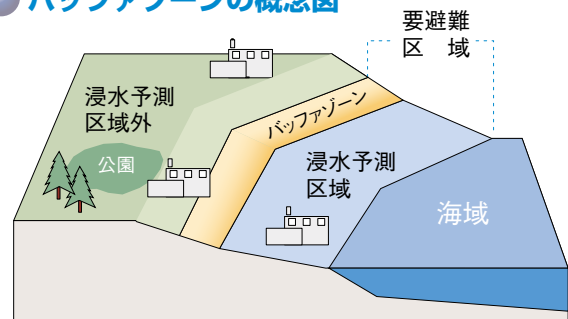 バッファゾーンの概念図
要避難
区 域
浸水予測
区域外
バッファゾーン
公園
浸水予測
区域
海域